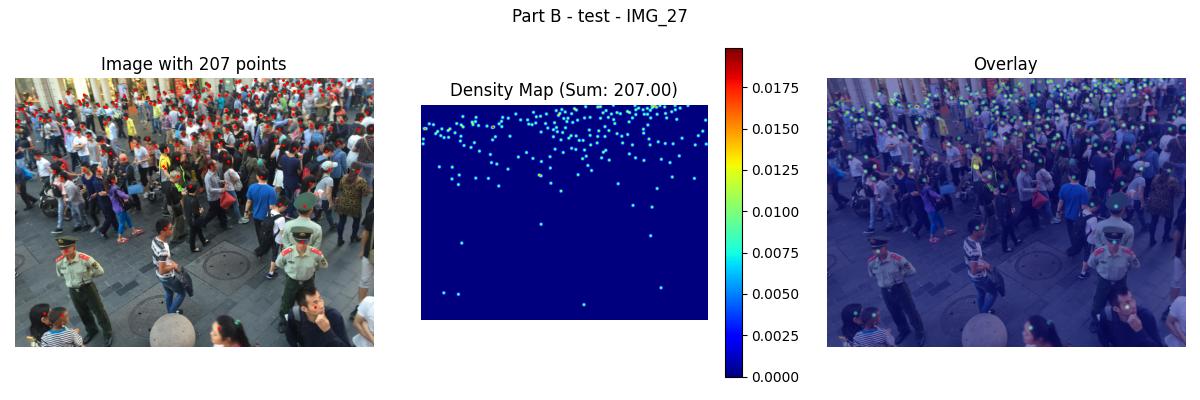 Part B - test - IMG_27
Image with 207 points
Density Map (Sum: 207.00)
Overlay
0.0175
0.0150
0.0125
0.0100
0.0075
0.0050
0.0025
0.0000